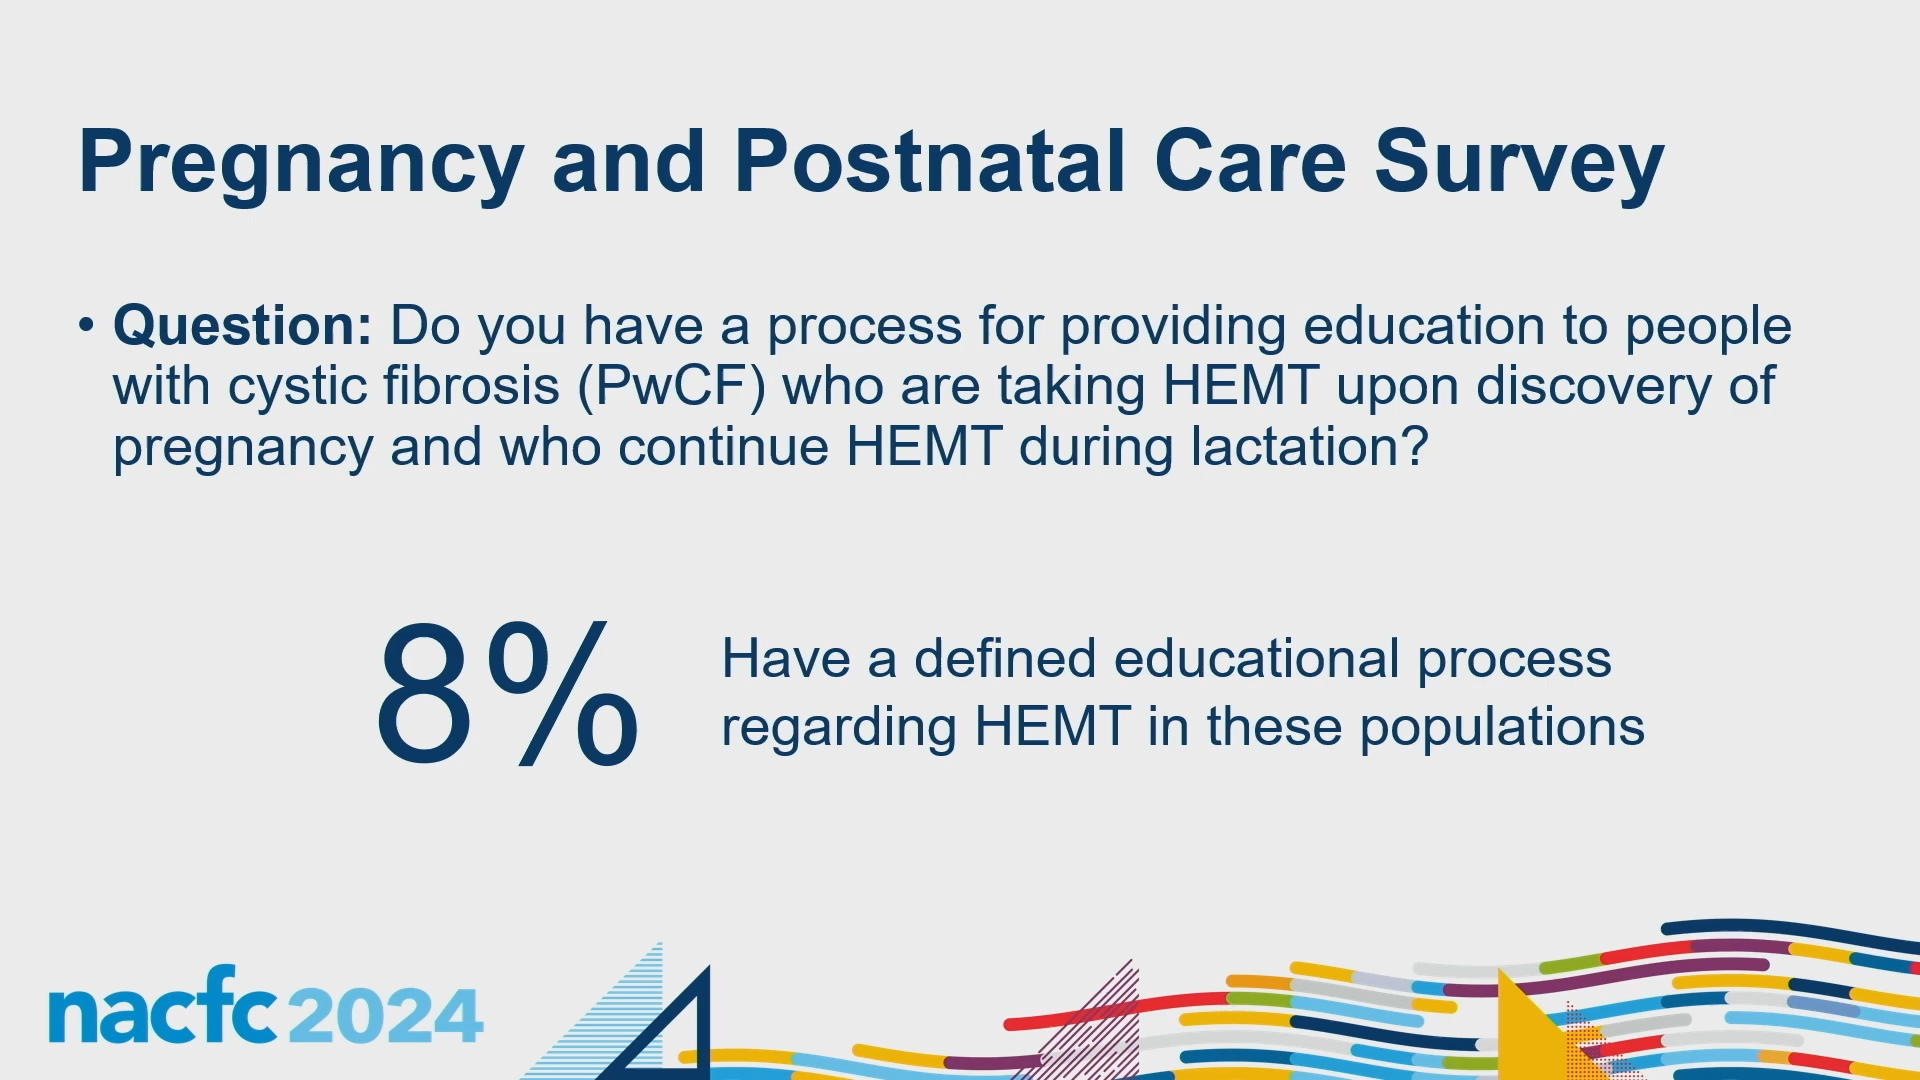 Pregnancy and Postnatal Care Survey
• Question: Do you have a process for providing education to people
with cystic fibrosis (PwCF) who are taking HEMT upon discovery of
pregnancy and who continue HEMT during lactation?
8%
Have a defined educational process
regarding HEMT in these populations
nacfc 2024